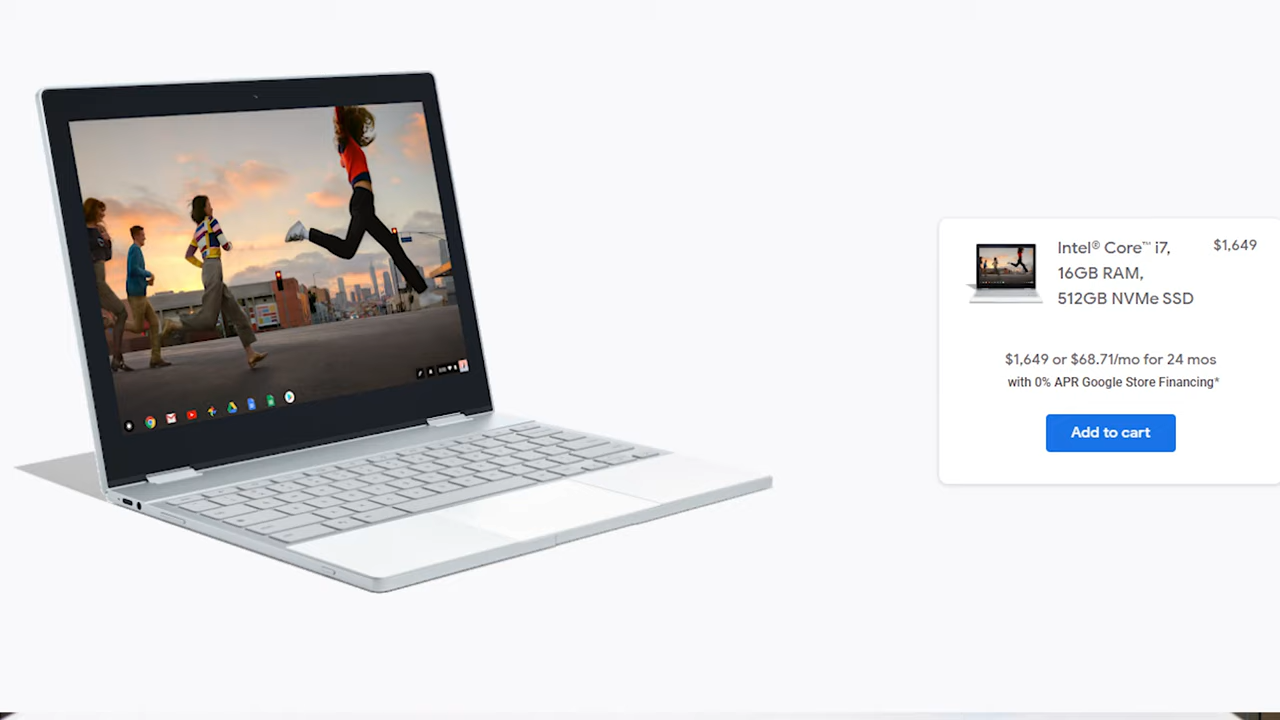 Intel® Core™ i7,
$1,649
16GB RAM,
512GB NVMe SSD
$1,649 or $68.71/mo for 24 mos
with 0% APR Google Store Financing*
Add to cart